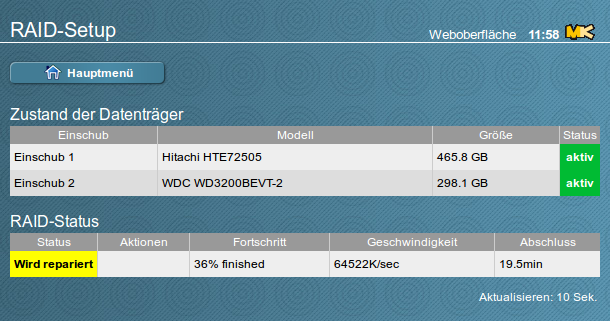 RAID-Setup
Weboberfläche 11:58 MK
Hauptmenü
Zustand der Datenträger
Einschub Modell Größe Status
Einschub 1 Hitachi HTE72505 465.8 GB aktiv
Einschub 2 WDC WD3200BEVT-2 298.1 GB aktiv
RAID-Status
Status Aktionen Fortschritt Geschwindigkeit Abschluss
Wird repariert 36% finished 64522K/sec 19.5min
Aktualisieren: 10 Sek.